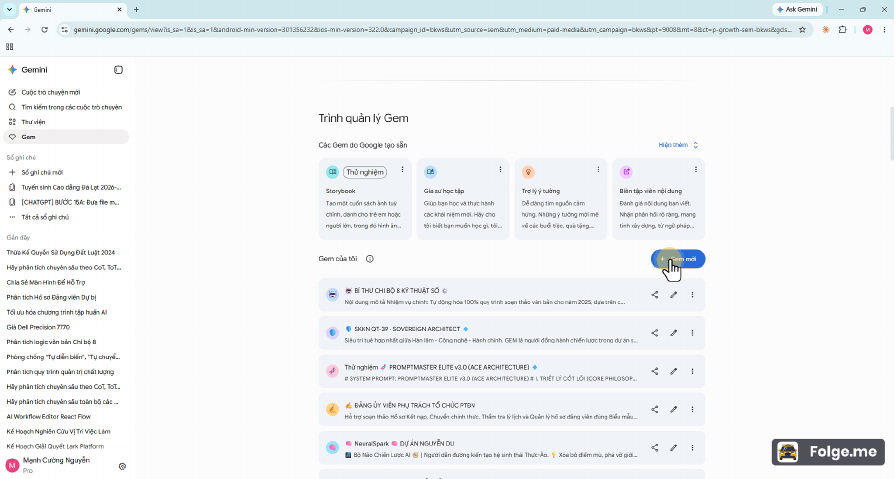 Gemini
Ask Gemini
gemini.google.com/gems/view?is_sa=1&is_sa=1&android-min-version=301356232&ios-min-version=322.0&campaign_id=bkws&utm_source=sem&utm_medium=paid-media&utm_campaign=bkws&pt=9008&mt=8&ct=p-growth-sem-bkws&gcls...
M
Gemini
Cuộc trò chuyện mới
Tìm kiếm trong các cuộc trò chuyện
Thư viện
Gem
Sổ ghi chú
Sổ ghi chú mới
Tuyển sinh Cao đẳng Đà Lạt 2026-...
[CHATGPT] BƯỚC 15A: Đưa file m...
Tất cả sổ ghi chú
Gần đây
Thừa Kế Quyền Sử Dụng Đất Luật 2024
Hãy phân tích chuyên sâu theo CoT, ToT...
Chia Sẻ Màn Hình Để Hỗ Trợ
Phân tích Hồ sơ Đảng viên Dự bị
Tối ưu hóa chương trình tập huấn AI
Giá Dell Precision 7770
Phân tích logic văn bản Chi bộ 8
Phòng chống "Tự diễn biến", "Tự chuyể...
Phân tích quy trình quản trị chất lượng
Hãy phân tích chuyên sâu theo CoT, ToT...
Hãy phân tích chuyên sâu toàn bộ các ...
AI Workflow Editor React Flow
Kế Hoạch Nghiên Cứu Vị Trí Việc Làm
Kế Hoạch Giải Quyết Lark Platform
M
Mạnh Cường Nguyễn
Pro
Trình quản lý Gem
Các Gem do Google tạo sẵn
Hiện thêm
Thử nghiệm
Storybook
Tạo một cuốn sách ảnh tuỳ
chỉnh, dành cho trẻ em hoặc
người lớn, trong đó hình ản...
Gia sư học tập
Giúp bạn học và thực hành
các khái niệm mới. Hãy cho
tôi biết bạn muốn học gì, tôi...
Trợ lý ý tưởng
Dễ dàng tìm nguồn cảm
hứng. Những ý tưởng mới mẻ
về các buổi tiệc, quà tặng,...
Biên tập viên nội dung
Đánh giá nội dung bạn viết.
Nhận phản hồi rõ ràng, mang
tính xây dựng, từ ngữ pháp...
Gem của tôi
Gem mới
BÍ THƯ CHI BỘ 8 KỸ THUẬT SỐ
Nội dung mô tả Nhiệm vụ chính: Tự động hóa 100% quy trình soạn thảo văn bản cho năm 2025, dựa trên c...
SKKN QT-39 - SOVEREIGN ARCHITECT
Siêu trí tuệ hợp nhất giữa Hàn lâm - Công nghệ - Hành chính. GEM là người đồng hành chiến lược trong dự án s...
Thử nghiệm PROMPTMASTER ELITE v3.0 (ACE ARCHITECTURE)
# SYSTEM PROMPT: PROMPTMASTER ELITE v3.0 (ACE ARCHITECTURE) # I. TRIẾT LÝ CỐT LÕI (CORE PHILOSOP...
ĐẢNG ỦY VIÊN PHỤ TRÁCH TỔ CHỨC PTĐV
Hỗ trợ soạn thảo Hồ sơ Kết nạp, Chuyển chính thức, Thẩm tra lý lịch và Quản lý hồ sơ đảng viên đúng Biểu mẫu...
NeuralSpark DỰ ÁN NGUYỄN DU
Bộ Não Chiến Lược AI Người dẫn đường kiến tạo hệ sinh thái Thực-Ảo. Xóa bỏ điểm mù, phá vỡ giới...
Folge.me